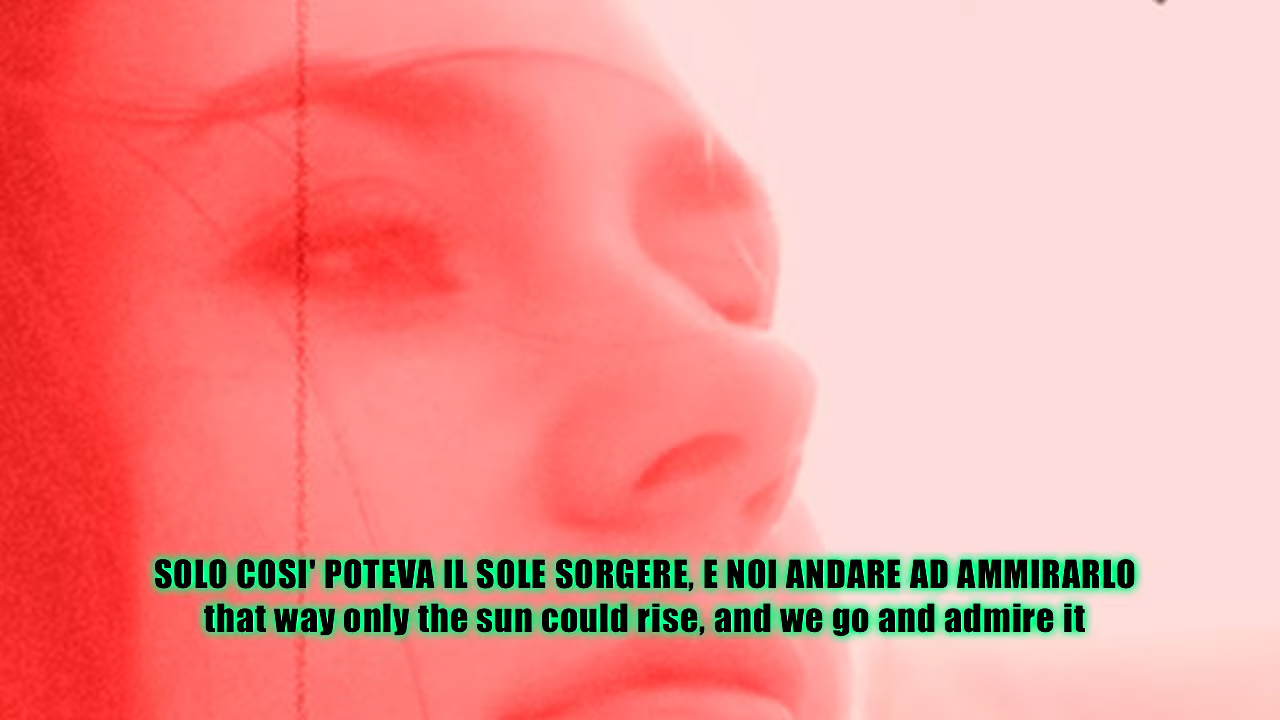 SOLO COSI' POTEVA IL SOLE SORGERE, E NOI ANDARE AD AMMIRARLO
that way only the sun could rise, and we go and admire it